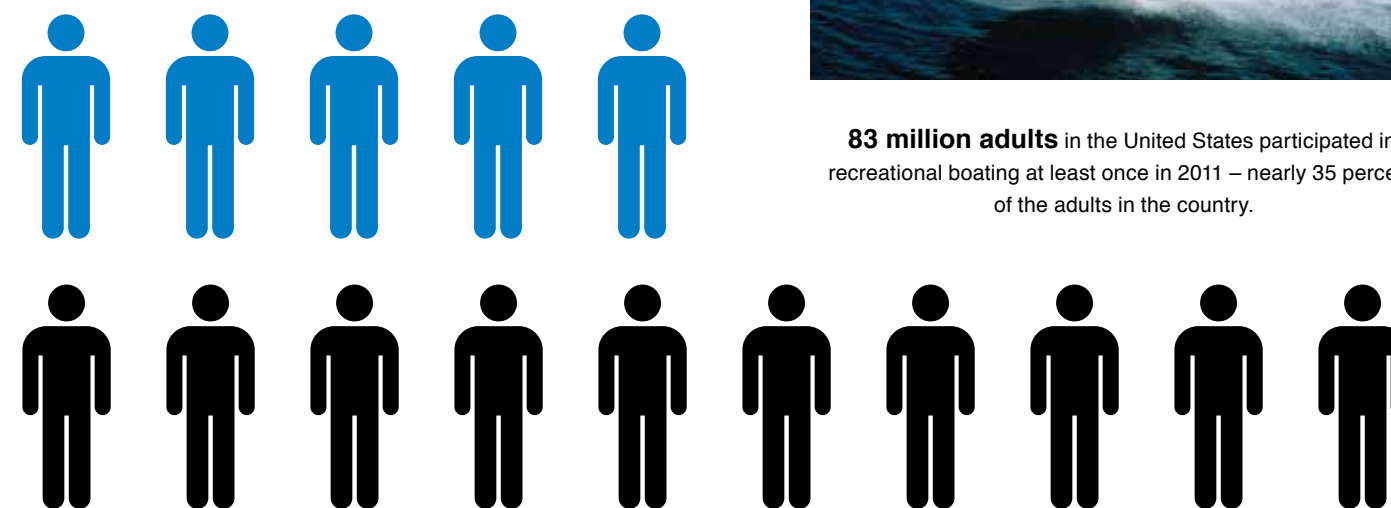 83 million adults in the United States participated in
recreational boating at least once in 2011 – nearly 35
of the adults in the country.